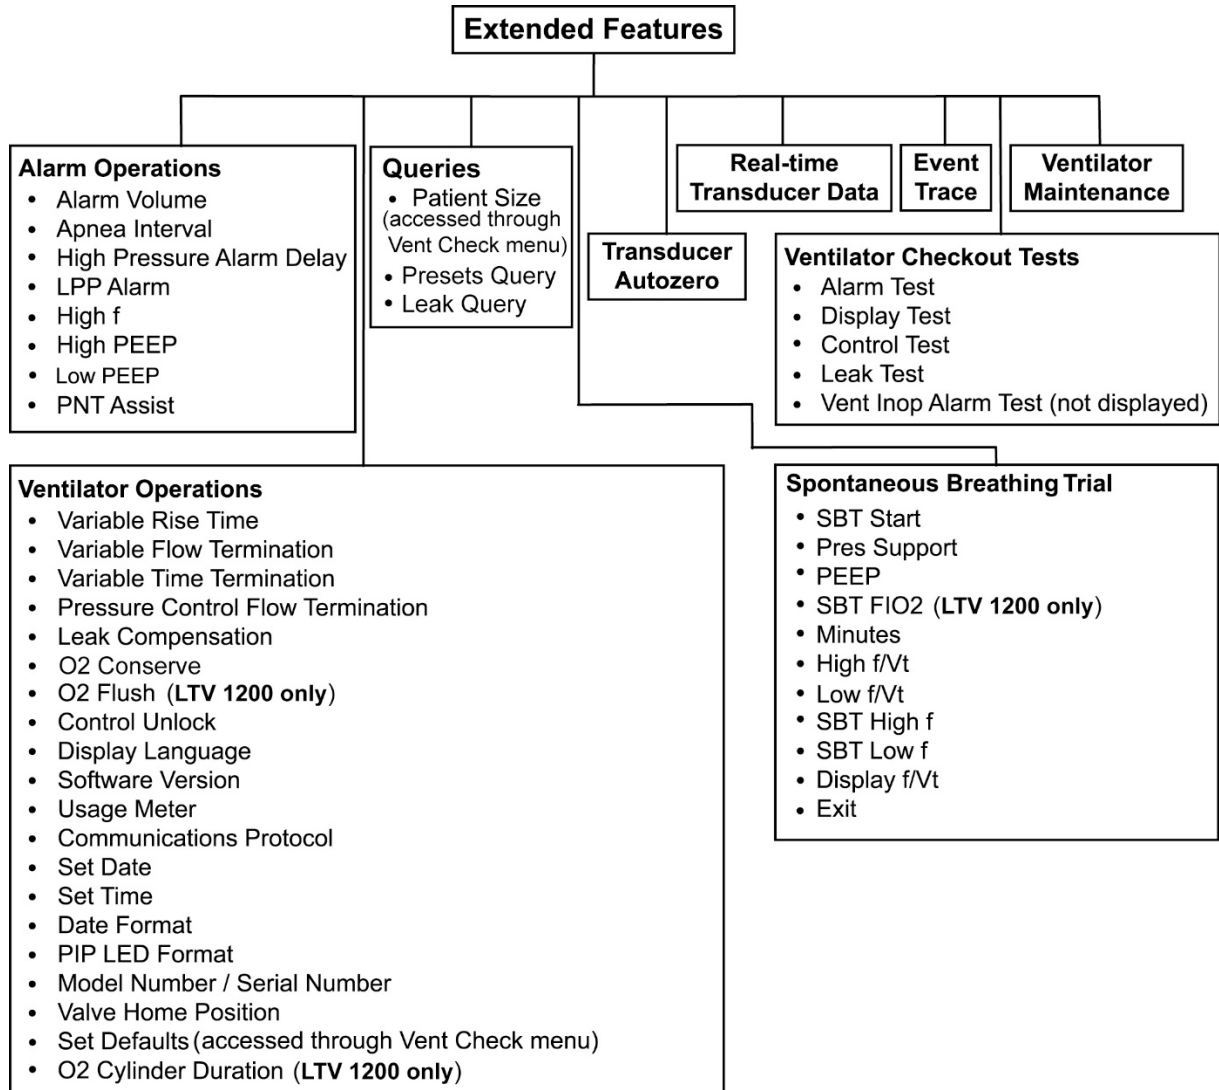 Extended Features
Alarm Operations
• Alarm Volume
• Apnea Interval
• High Pressure Alarm Delay
• LPP Alarm
• High f
• High PEEP
• Low PEEP
• PNT Assist
Queries
• Patient Size
(accessed through
Vent Check menu)
• Presets Query
• Leak Query
Transducer
Autozero
Real-time
Transducer Data
Event
Trace
Ventilator
Maintenance
Ventilator Checkout Tests
• Alarm Test
• Display Test
• Control Test
• Leak Test
• Vent Inop Alarm Test (not displayed)
Ventilator Operations
• Variable Rise Time
• Variable Flow Termination
• Variable Time Termination
• Pressure Control Flow Termination
• Leak Compensation
• O2 Conserve
• O2 Flush (LTV 1200 only)
• Control Unlock
• Display Language
• Software Version
• Usage Meter
• Communications Protocol
• Set Date
• Set Time
• Date Format
• PIP LED Format
• Model Number / Serial Number
• Valve Home Position
• Set Defaults (accessed through Vent Check menu)
• O2 Cylinder Duration (LTV 1200 only)
Spontaneous Breathing Trial
• SBT Start
• Pres Support
• PEEP
• SBT FIO2 (LTV 1200 only)
• Minutes
• High f/Vt
• Low f/Vt
• SBT High f
• SBT Low f
• Display f/Vt
• Exit